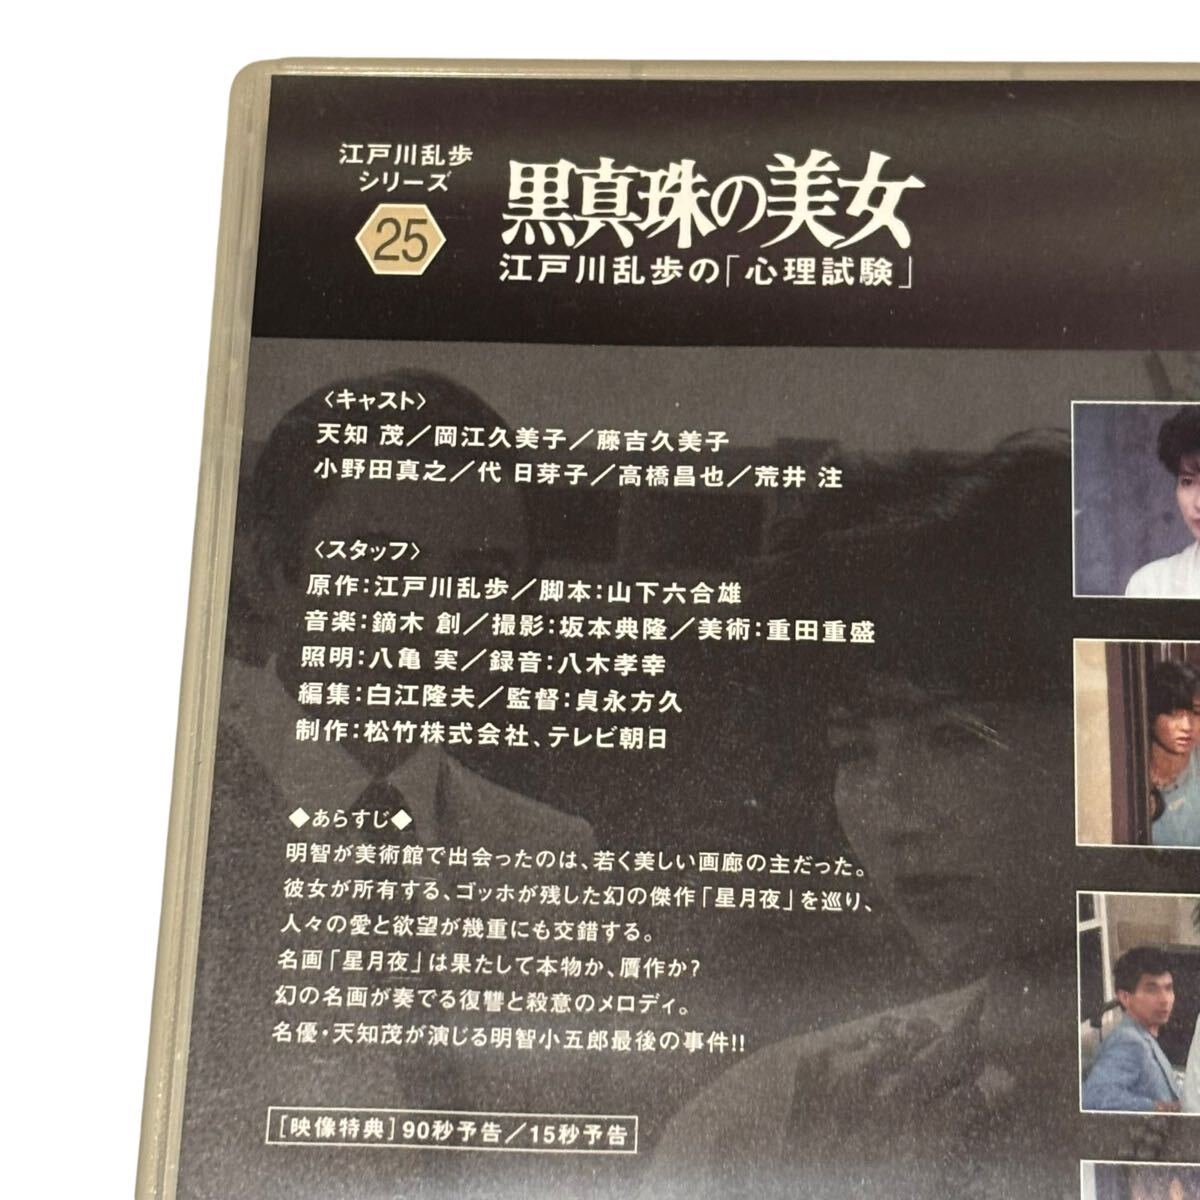 江戸川乱歩
シリーズ
25
黒真珠の美女
江戸川乱歩の「心理試験」
〈キャスト〉
天知 茂／岡江久美子／藤吉久美子
小野田真之／代 日芽子／高橋昌也／荒井 注
〈スタッフ〉
原作：江戸川乱歩／脚本：山下六合雄
音楽：鏑木 創／撮影：坂本典隆／美術：重田重盛
照明：八亀 実／録音：八木孝幸
編集：白江隆夫／監督：貞永方久
制作：松竹株式会社、テレビ朝日
◆あらすじ◆
明智が美術館で出会ったのは、若く美しい画廊の主だった。
彼女が所有する、ゴッホが残した幻の傑作「星月夜」を巡り、
人々の愛と欲望が幾重にも交錯する。
名画「星月夜」は果たして本物か、贋作か?
幻の名画が奏でる復讐と殺意のメロディ。
名優・天知茂が演じる明智小五郎最後の事件!!
［映像特典］90秒予告／15秒予告